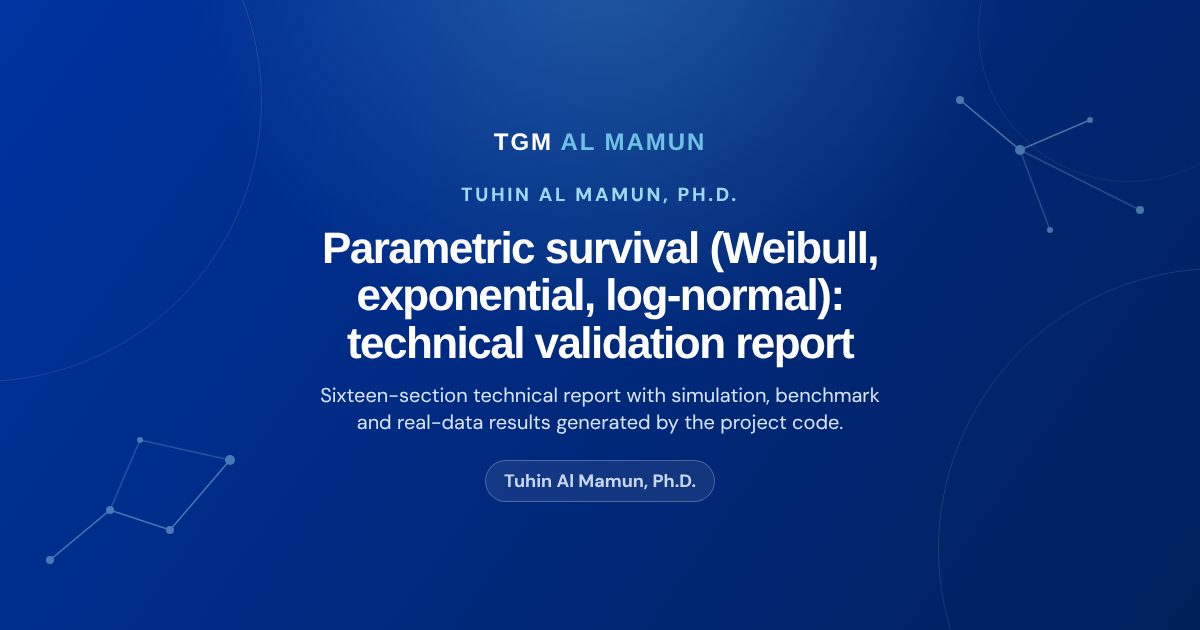 TGM AL MAMUN
TUHIN AL MAMUN, PH.D.
Parametric survival (Weibull,
exponential, log-normal):
technical validation report
Sixteen-section technical report with simulation, benchmark
and real-data results generated by the project code.
Tuhin Al Mamun, Ph.D.